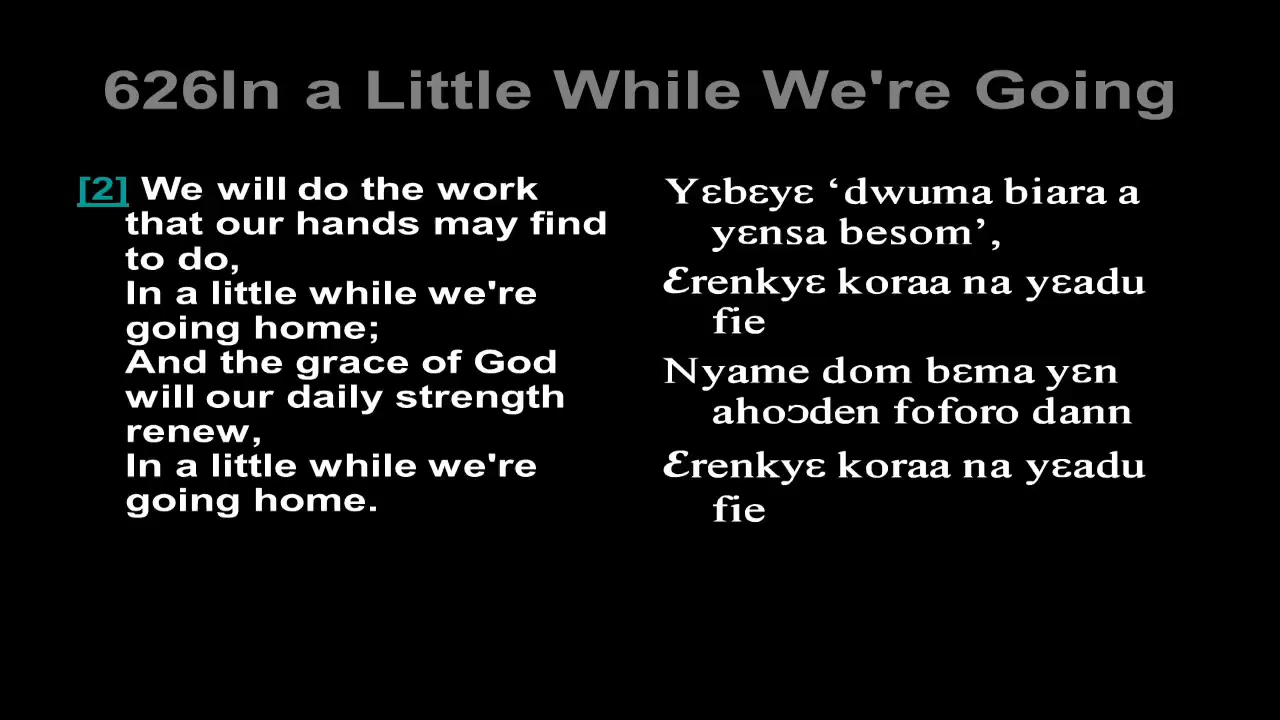 626In a Little While We're Going
[2] We will do the work
that our hands may find
to do,
In a little while we're
going home;
And the grace of God
will our daily strength
renew,
In a little while we're
going home.
Yɛbɛyɛ ‘dwuma biara a
yɛnsa besom’,
Ɛrenkyɛ koraa na yɛadu
fie
Nyame dom bɛma yɛn
ahoɔden foforo dann
Ɛrenkyɛ koraa na yɛadu
fie